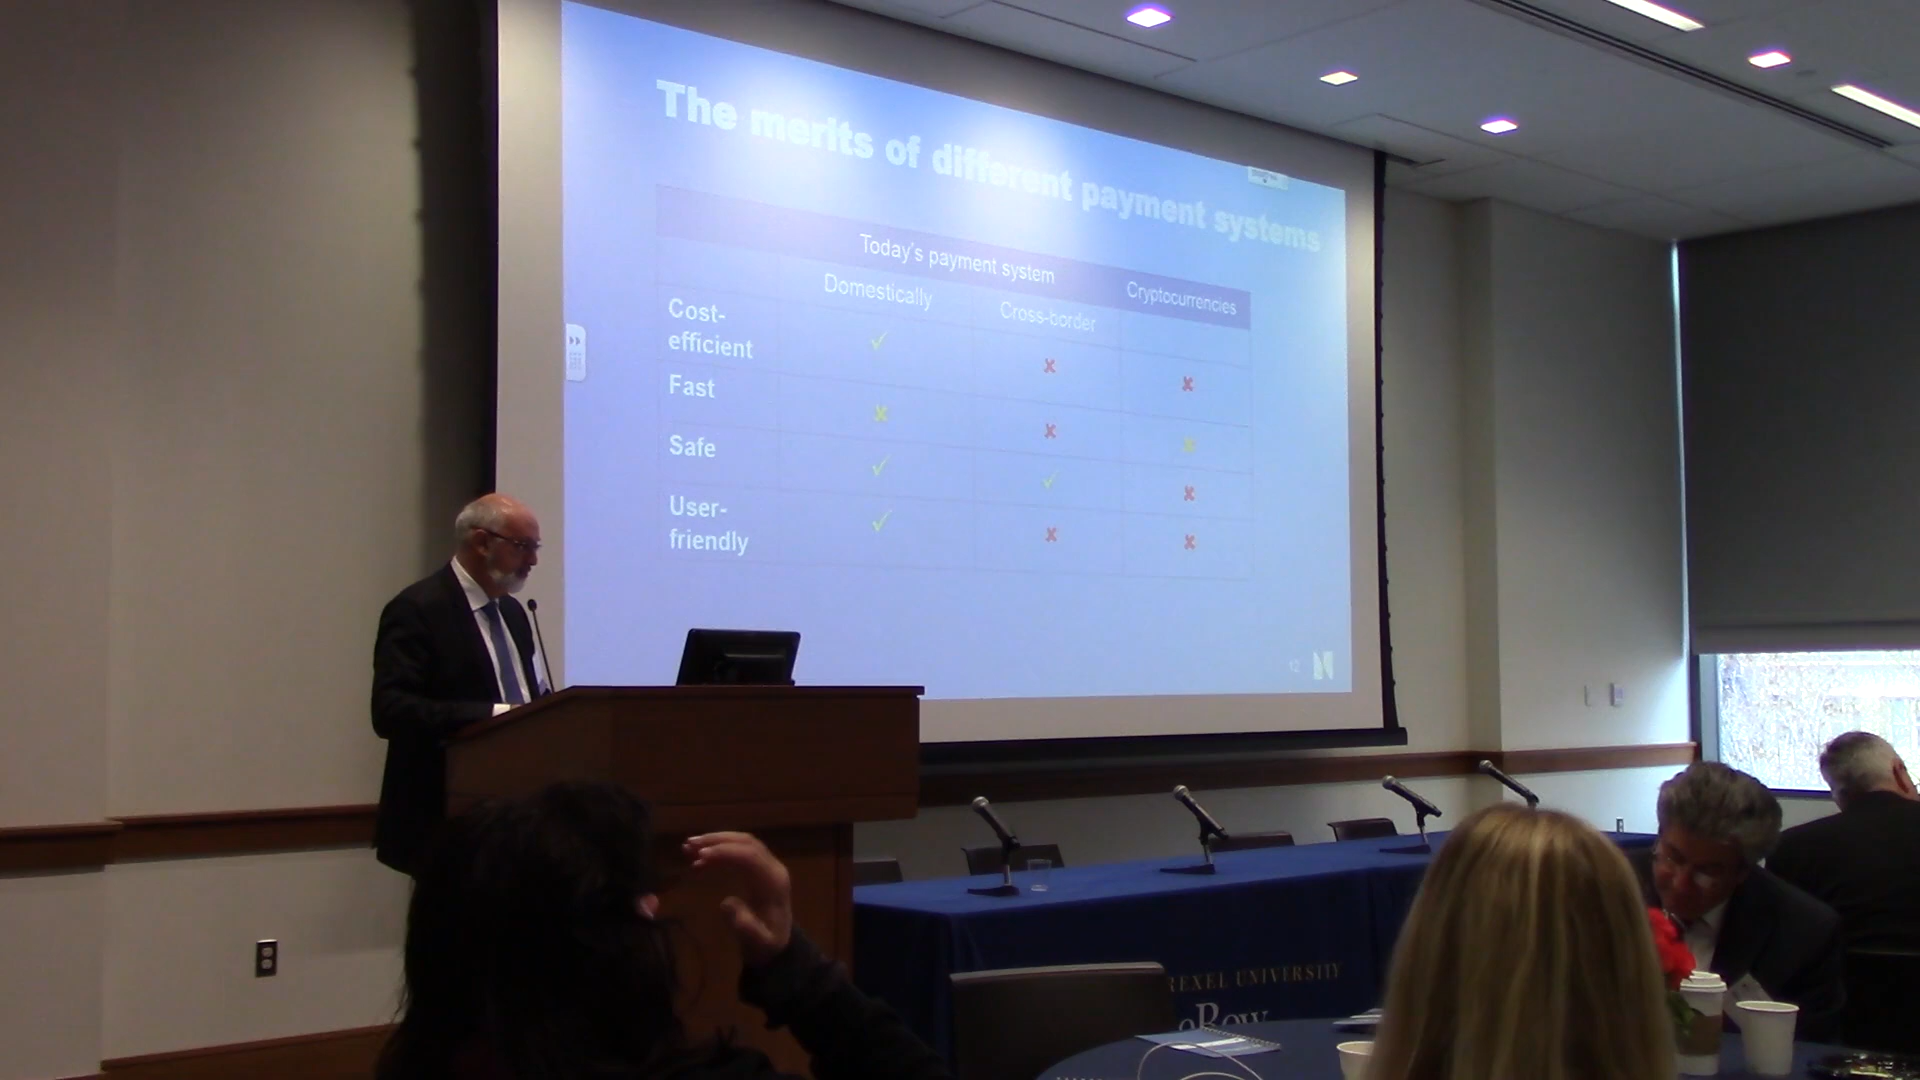 The merits of different payment systems
Today's payment system
Cryptocurrencies
Domestically
Cross-border
Cost-
efficient
✓ ✗ ✗
Fast
✗ ✗ ✗
Safe
✓ ✓ ✗
User-
friendly
✓ ✗ ✗
12
REXEL UNIVERSITY